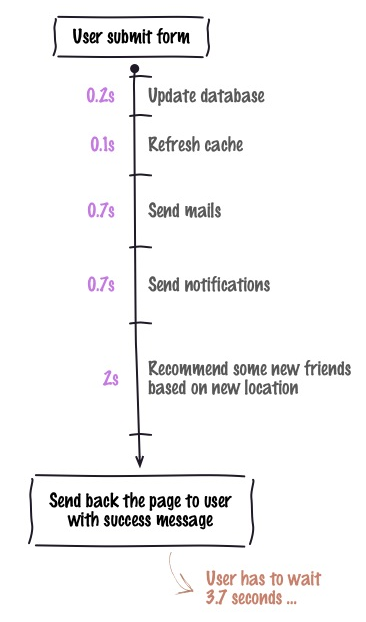 User submit form
0.2s Update database
0.1s Refresh cache
0.7s Send mails
0.7s Send notifications
2s Recommend some new friends
based on new location
Send back the page to user
with success message
User has to wait
3.7 seconds ...